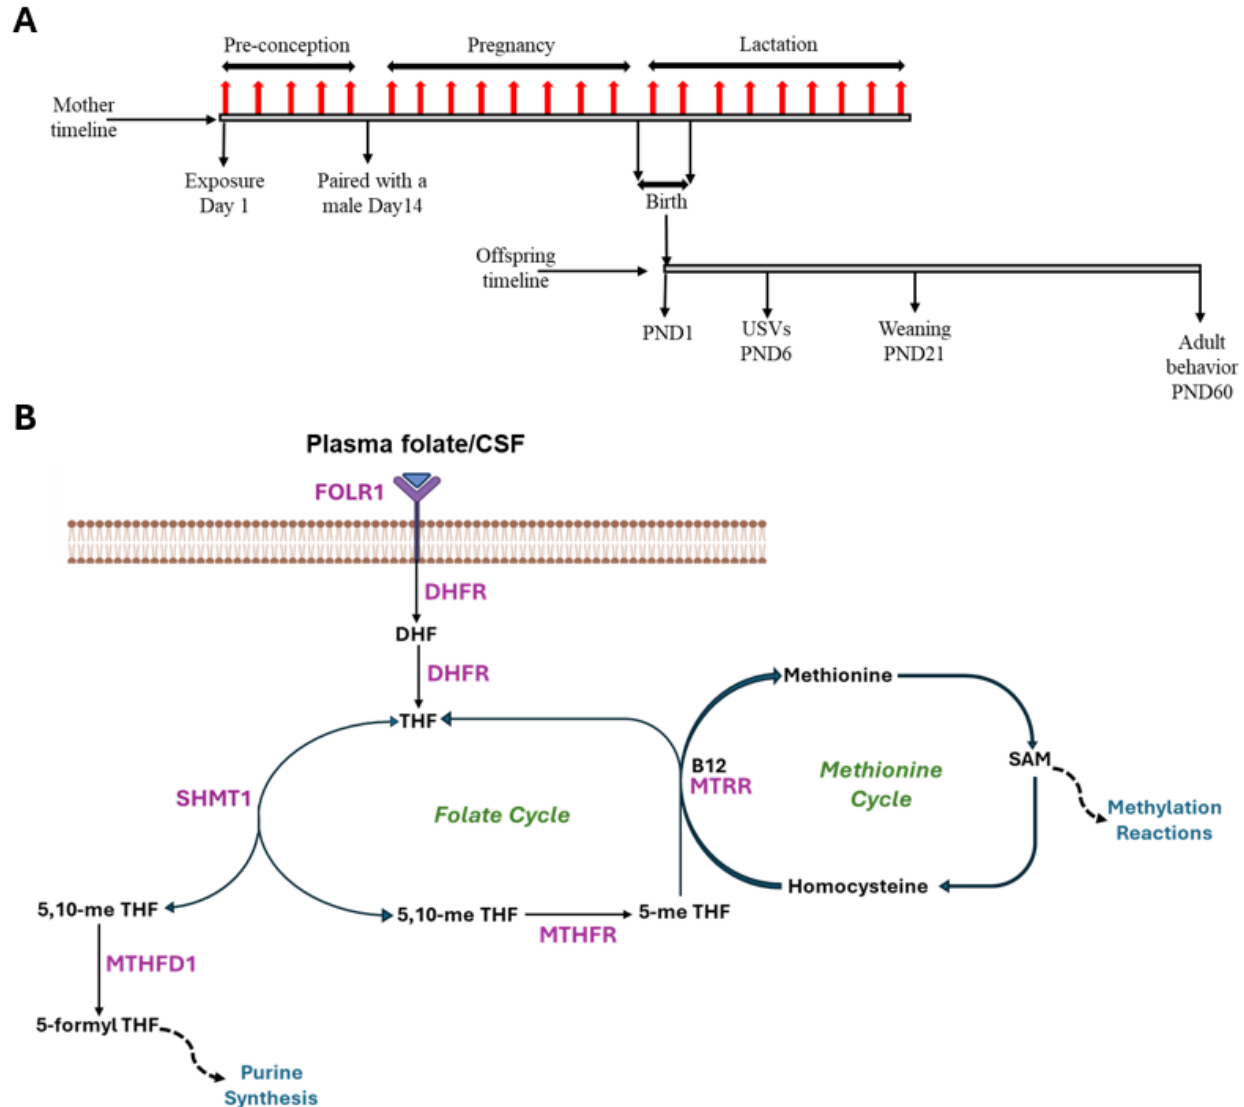 A
Pre-conception
Pregnancy
Lactation
Mother
timeline
Exposure
Day 1
Paired with a
male Day14
Birth
Offspring
timeline
PND1
USVs
PND6
Weaning
PND21
Adult
behavior
PND60
B
Plasma folate/CSF
FOLR1
DHFR
DHF
DHFR
THF
SHMT1
Folate Cycle
5,10-me THF
MTHFD1
5-formyl THF
Purine
Synthesis
5,10-me THF
MTHFR
5-me THF
B12
MTRR
Methionine
Methionine
Cycle
SAM
Methylation
Reactions
Homocysteine